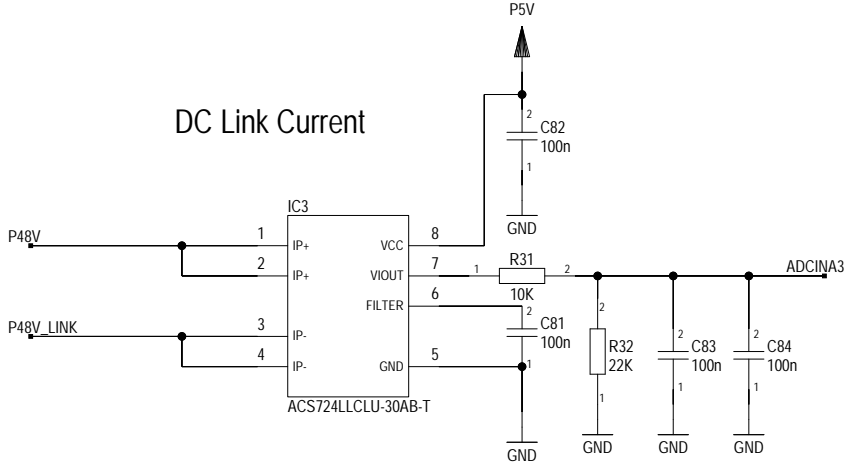 P5V
DC Link Current
2
C82
100n
1
GND
IC3
P48V
1
IP+
VCC
8
2
IP+
VIOUT
7
1
R31
2
10K
ADCINA3
FILTER
6
P48V_LINK
3
IP-
2
C81
100n
1
4
IP-
GND
5
2
R32
22K
1
2
C83
100n
1
2
C84
100n
1
ACS724LLCLU-30AB-T
GND
GND
GND
GND